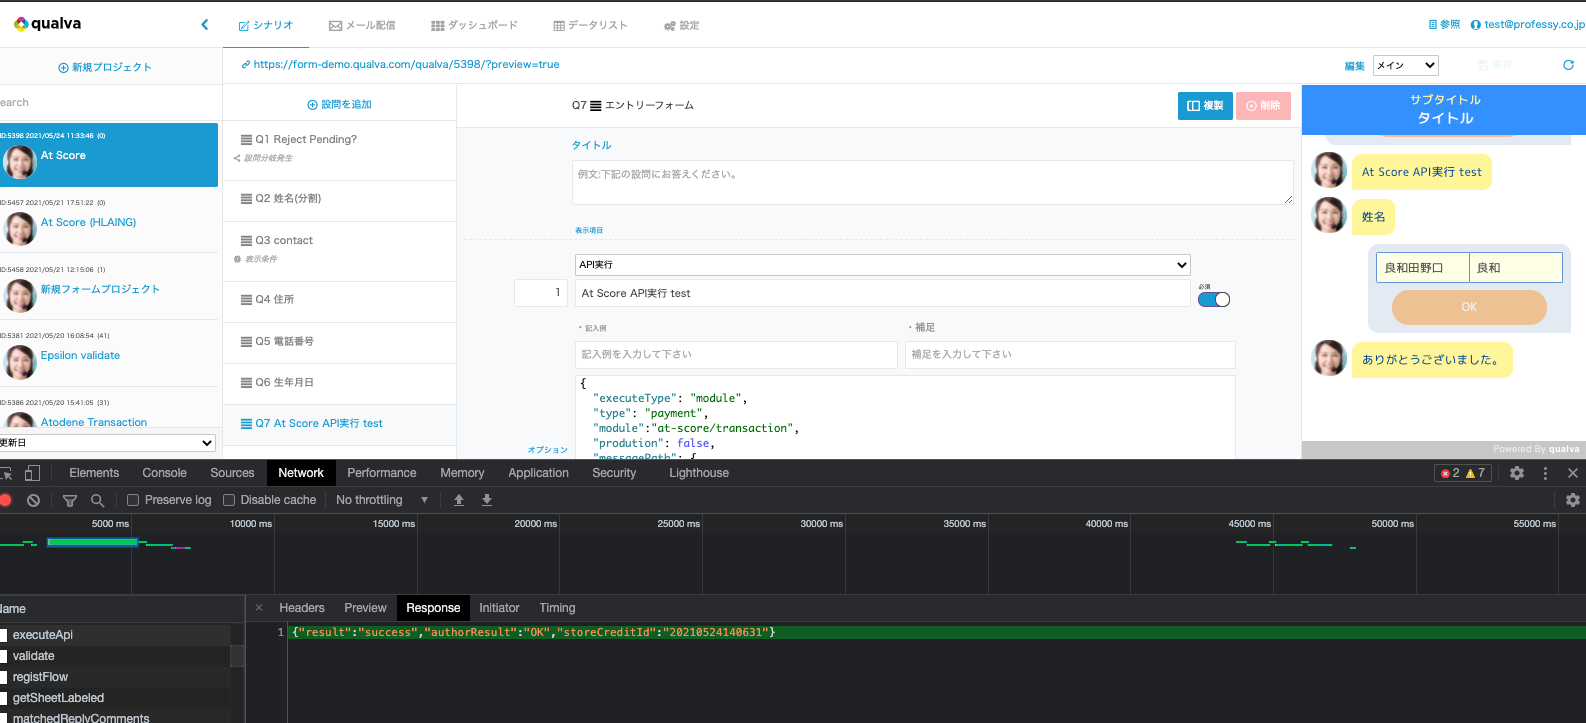 qualva
シナリオ
メール配信
ダッシュボード
データリスト
設定
参照
test@professy.co.jp
新規プロジェクト
https://form-demo.qualva.com/qualva/5398/?preview=true
編集
メイン
保存
earch
設問を追加
Q7 エントリーフォーム
複製
削除
サブタイトル
タイトル
ID:5398 2021/05/24 11:33:46 (0)
At Score
ID:5457 2021/05/21 17:51:22 (0)
At Score (HLAING)
ID:5458 2021/05/21 12:15:06 (1)
新規フォームプロジェクト
ID:5381 2021/05/20 16:08:54 (41)
Epsilon validate
ID:5386 2021/05/20 15:41:05 (31)
Atodene Transaction
更新日
Q1 Reject Pending?
設問分岐発生
Q2 姓名(分割)
Q3 contact
表示条件
Q4 住所
Q5 電話番号
Q6 生年月日
Q7 At Score API実行 test
タイトル
例文:下記の設問にお答えください。
表示項目
API実行
1
At Score API実行 test
必須
・記入例
・補足
記入例を入力して下さい
補足を入力して下さい
オプション
{
"executeType": "module",
"type": "payment",
"module":"at-score/transaction",
"prodution": false,
"messagePath": {
At Score API実行 test
姓名
良和田野口
良和
OK
ありがとうございました。
Powered By qualva
Elements
Console
Sources
Network
Performance
Memory
Application
Security
Lighthouse
2
7
Preserve log
Disable cache
No throttling
5000 ms
10000 ms
15000 ms
20000 ms
25000 ms
30000 ms
35000 ms
40000 ms
45000 ms
50000 ms
55000 ms
Name
executeApi
validate
registFlow
getSheetLabeled
matchedReplyComments
×
Headers
Preview
Response
Initiator
Timing
1
{"result":"success","authorResult":"OK","storeCreditId":"20210524140631"}